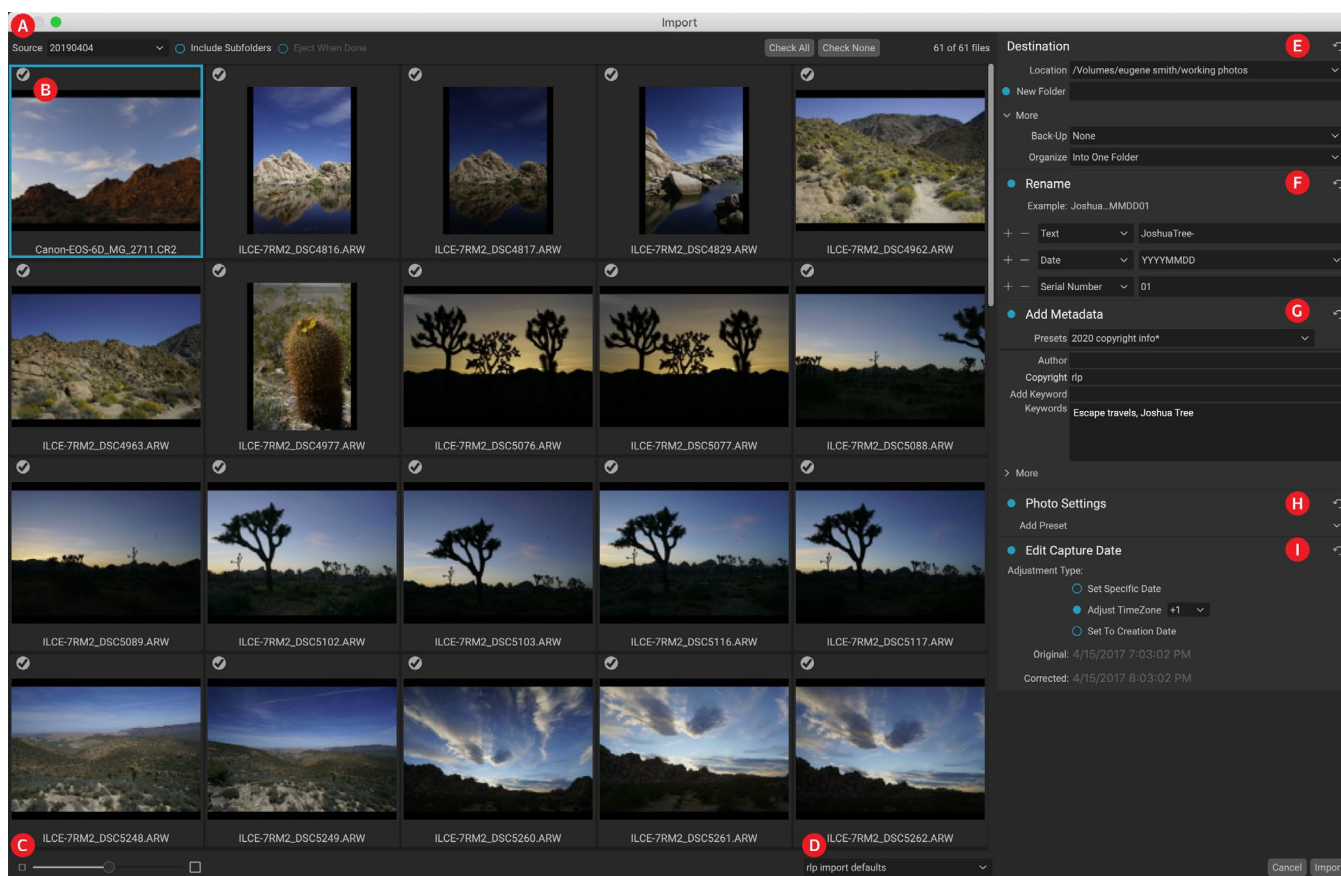 Import
A
Source 20190404 Include Subfolders Eject When Done Check All Check None 61 of 61 files
B
Canon-EOS-6D_MG_2711.CR2 ILCE-7RM2_DSC4816.ARW ILCE-7RM2_DSC4817.ARW ILCE-7RM2_DSC4829.ARW ILCE-7RM2_DSC4962.ARW
ILCE-7RM2_DSC4963.ARW ILCE-7RM2_DSC4977.ARW ILCE-7RM2_DSC5076.ARW ILCE-7RM2_DSC5077.ARW ILCE-7RM2_DSC5088.ARW
ILCE-7RM2_DSC5089.ARW ILCE-7RM2_DSC5102.ARW ILCE-7RM2_DSC5103.ARW ILCE-7RM2_DSC5116.ARW ILCE-7RM2_DSC5117.ARW
ILCE-7RM2_DSC5248.ARW ILCE-7RM2_DSC5249.ARW ILCE-7RM2_DSC5260.ARW ILCE-7RM2_DSC5261.ARW ILCE-7RM2_DSC5262.ARW
C
D
rlp import defaults
Destination E
Location /Volumes/eugene smith/working photos
New Folder
More
Back-Up None
Organize Into One Folder
Rename F
Example: Joshua...MMDD01
+ − Text JoshuaTree-
+ − Date YYYYMMDD
+ − Serial Number 01
Add Metadata G
Presets 2020 copyright info*
Author
Copyright rlp
Add Keyword
Keywords Escape travels, Joshua Tree
More
Photo Settings H
Add Preset
Edit Capture Date I
Adjustment Type:
Set Specific Date
Adjust TimeZone +1
Set To Creation Date
Original: 4/15/2017 7:03:02 PM
Corrected: 4/15/2017 8:03:02 PM
Cancel Impor